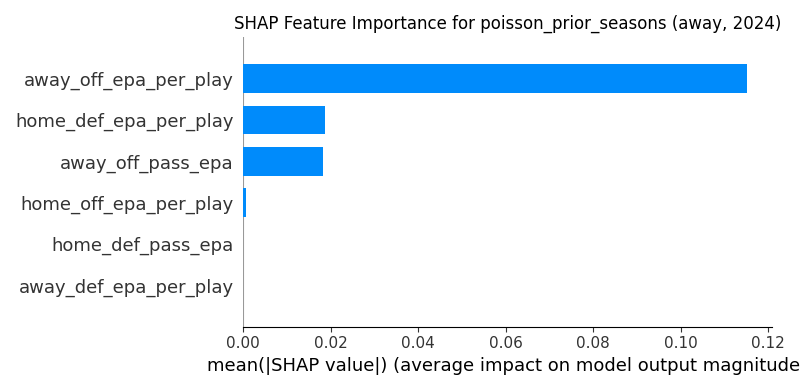 SHAP Feature Importance for poisson_prior_seasons (away, 2024)
away_off_epa_per_play
home_def_epa_per_play
away_off_pass_epa
home_off_epa_per_play
home_def_pass_epa
away_def_epa_per_play
0.00 0.02 0.04 0.06 0.08 0.10 0.12
mean(|SHAP value|) (average impact on model output magnitude